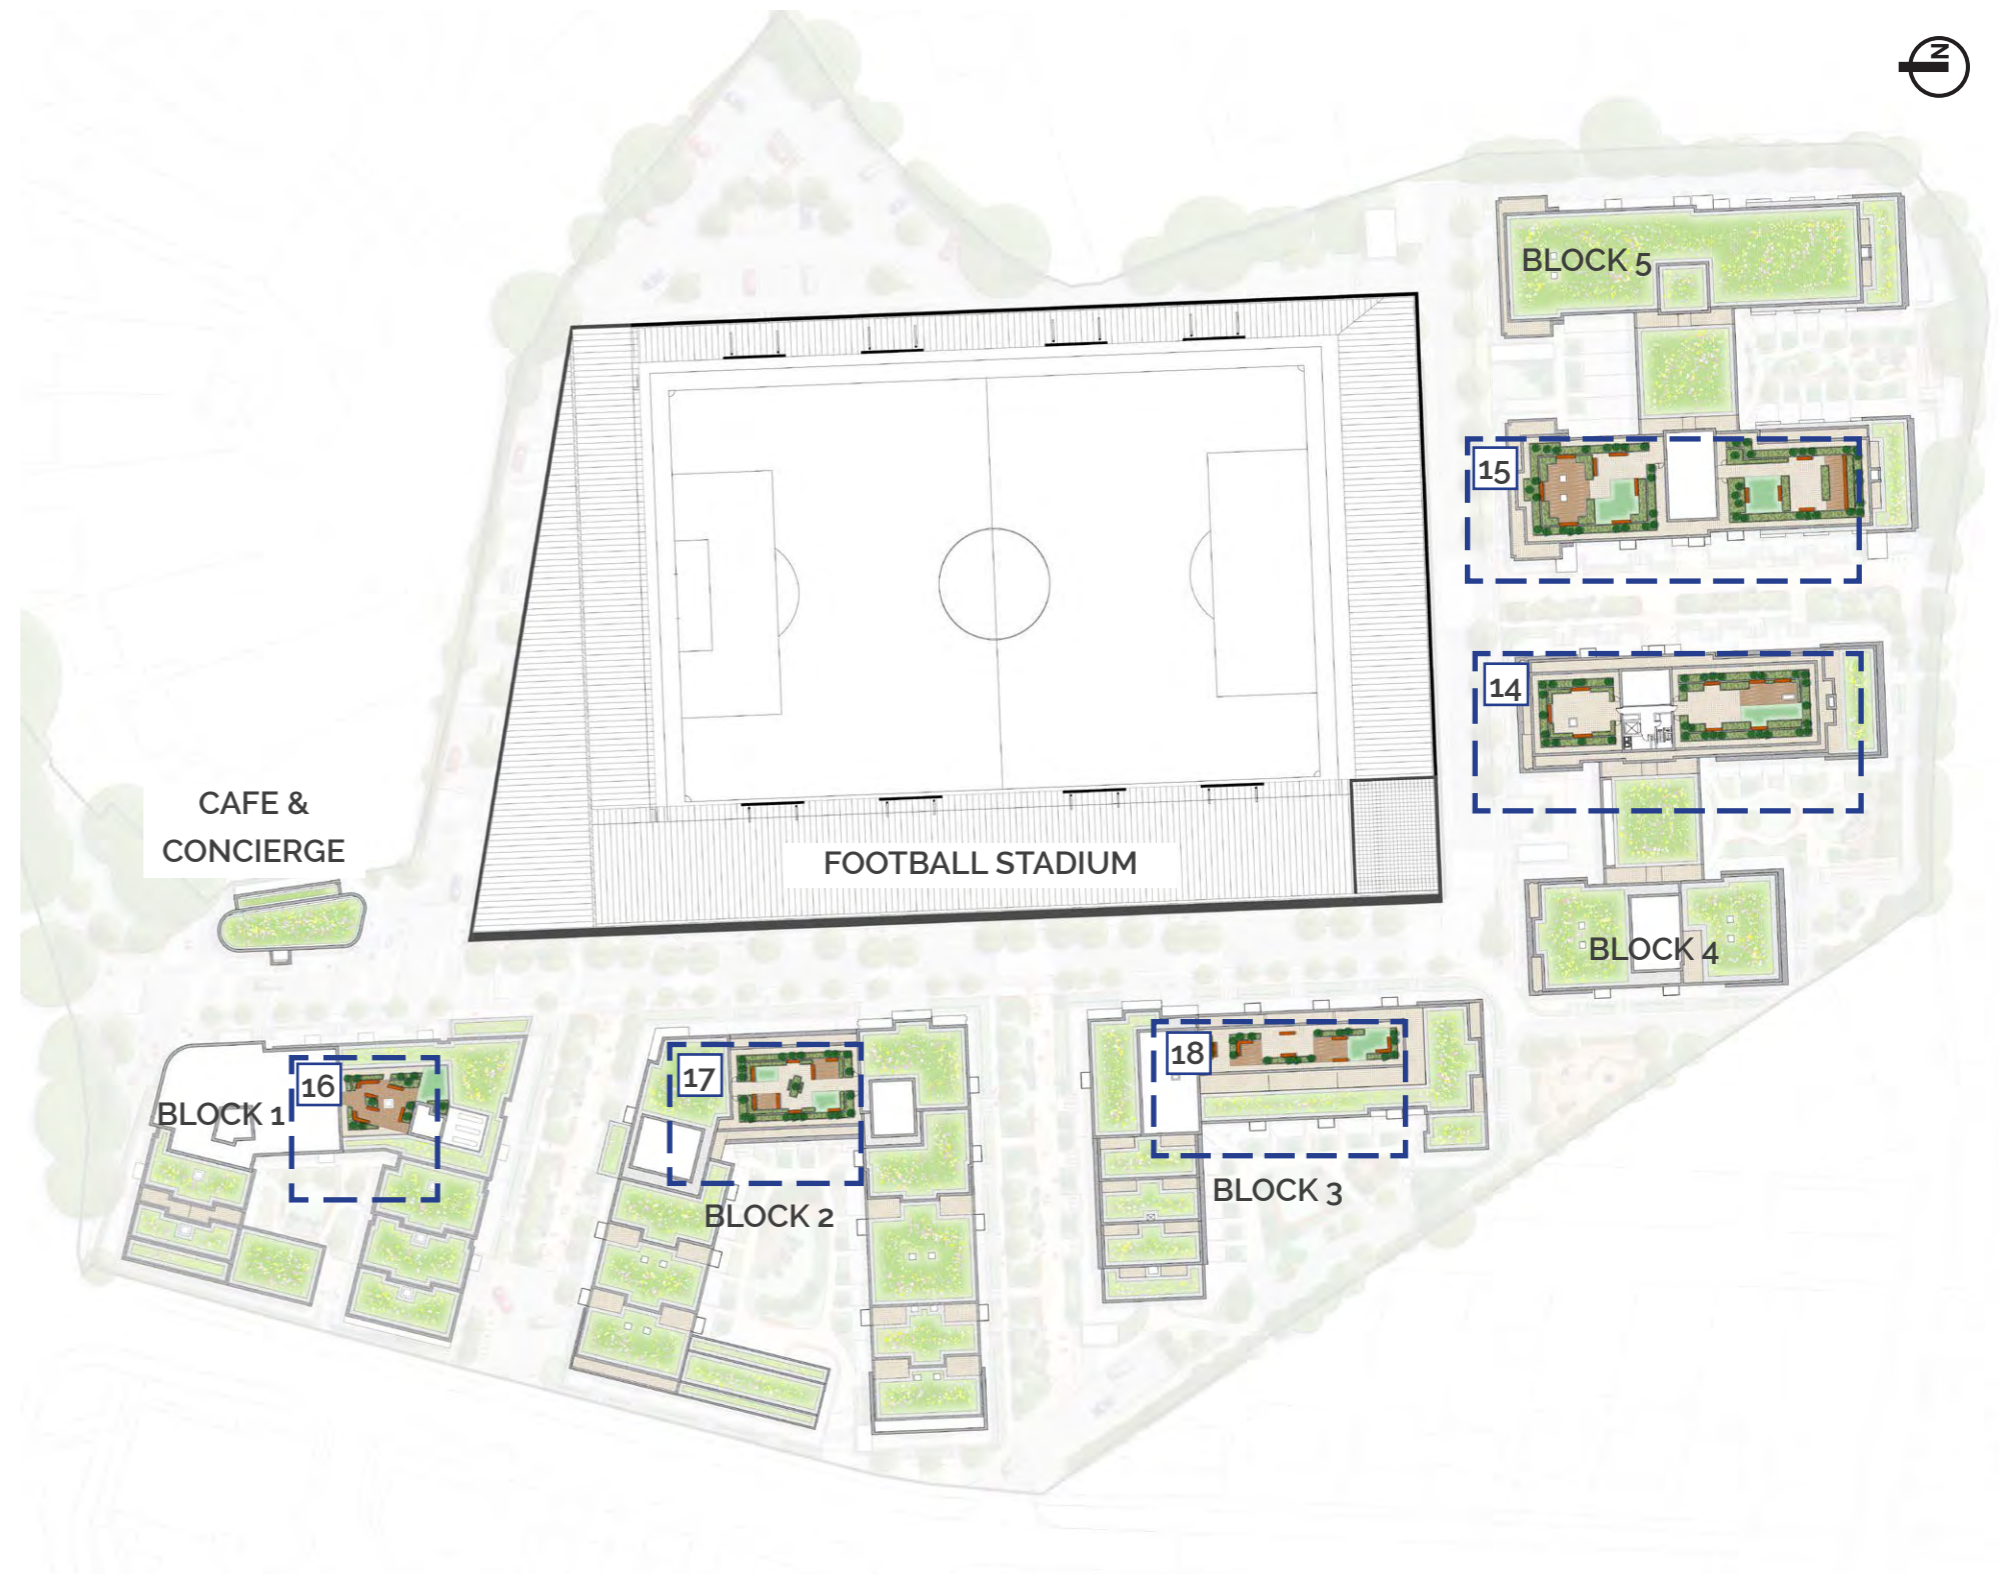 N
BLOCK 5
15
14
CAFE &
CONCIERGE
FOOTBALL STADIUM
BLOCK 4
18
17
16
BLOCK 1
BLOCK 3
BLOCK 2